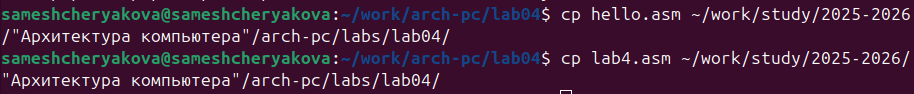 sameshcheryakova@sameshcheryakova:~/work/arch-pc/lab04$ cp hello.asm ~/work/study/2025-2026
/"Архитектура компьютера"/arch-pc/labs/lab04/
sameshcheryakova@sameshcheryakova:~/work/arch-pc/lab04$ cp lab4.asm ~/work/study/2025-2026/
"Архитектура компьютера"/arch-pc/labs/lab04/